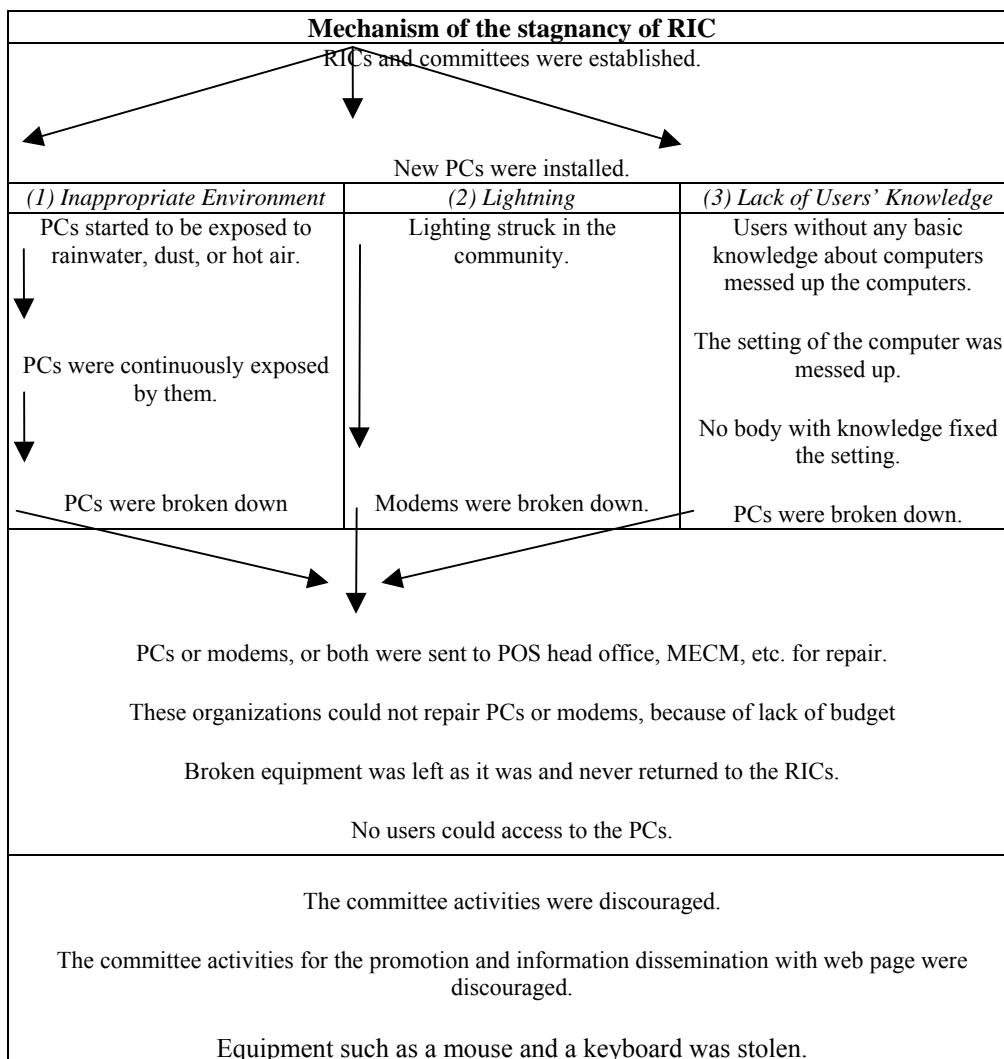 Mechanism of the stagnancy of RIC
RICs and committees were established.
New PCs were installed.
(1) Inappropriate Environment
PCs started to be exposed to
rainwater, dust, or hot air.
PCs were continuously exposed
by them.
PCs were broken down
(2) Lightning
Lighting struck in the
community.
Modems were broken down.
(3) Lack of Users’ Knowledge
Users without any basic
knowledge about computers
messed up the computers.
The setting of the computer was
messed up.
No body with knowledge fixed
the setting.
PCs were broken down.
PCs or modems, or both were sent to POS head office, MECM, etc. for repair.
These organizations could not repair PCs or modems, because of lack of budget
Broken equipment was left as it was and never returned to the RICs.
No users could access to the PCs.
The committee activities were discouraged.
The committee activities for the promotion and information dissemination with web page were
discouraged.
Equipment such as a mouse and a keyboard was stolen.